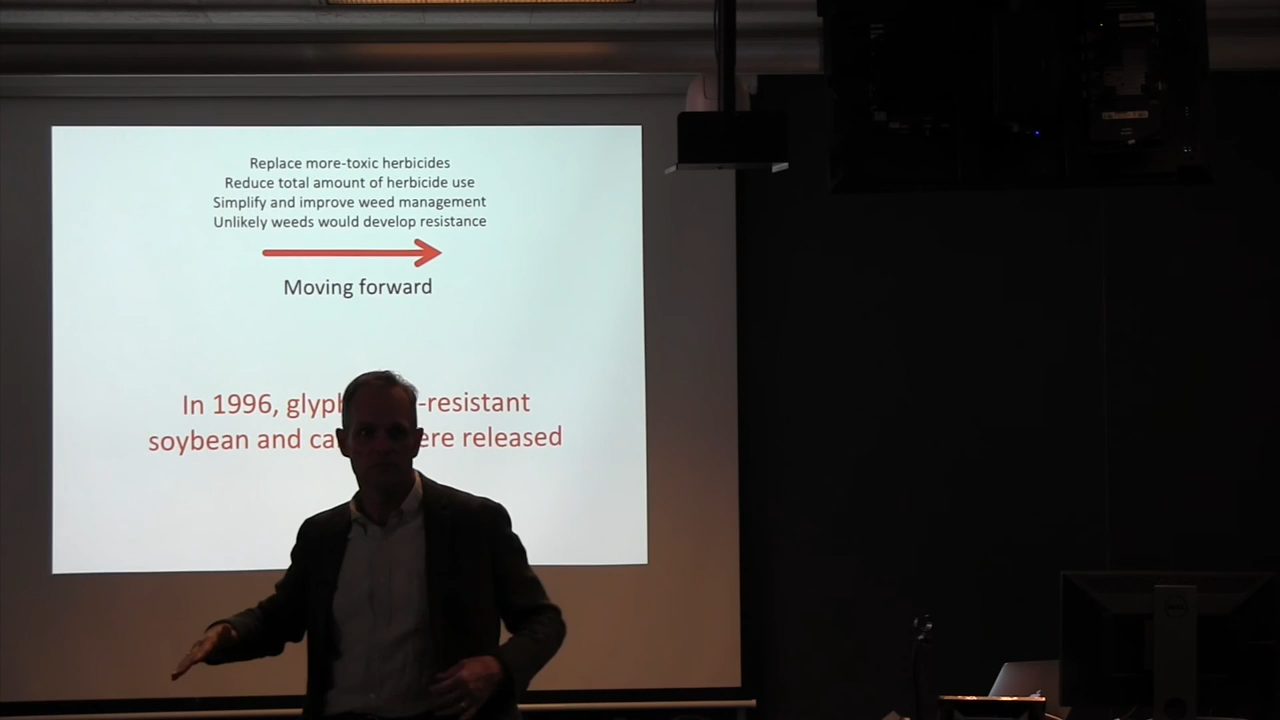 Replace more-toxic herbicides
Reduce total amount of herbicide use
Simplify and improve weed management
Unlikely weeds would develop resistance
Moving forward
In 1996, glyph -resistant
soybean and ca ere released